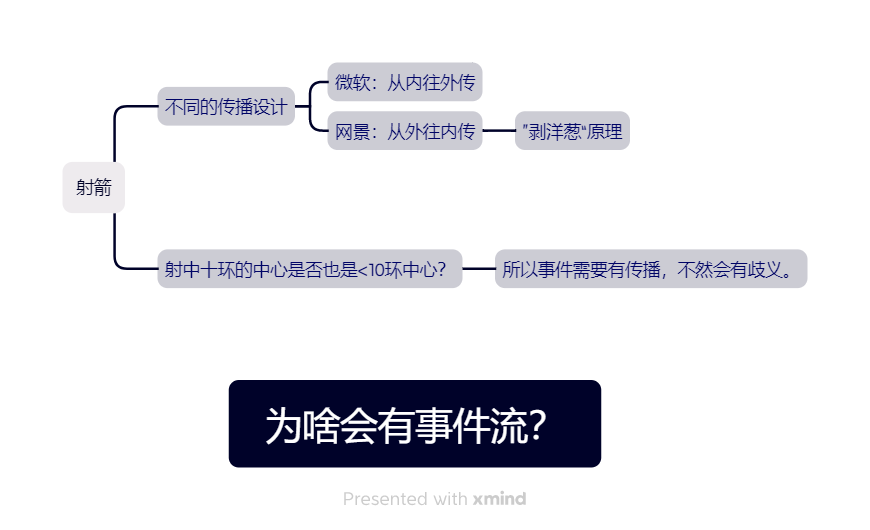 不同的传播设计
微软：从内往外传
网景：从外往内传
"剥洋葱"原理
射箭
射中十环的中心是否也是<10环中心？
所以事件需要有传播，不然会有歧义。
为啥会有事件流？
Presented with xmind